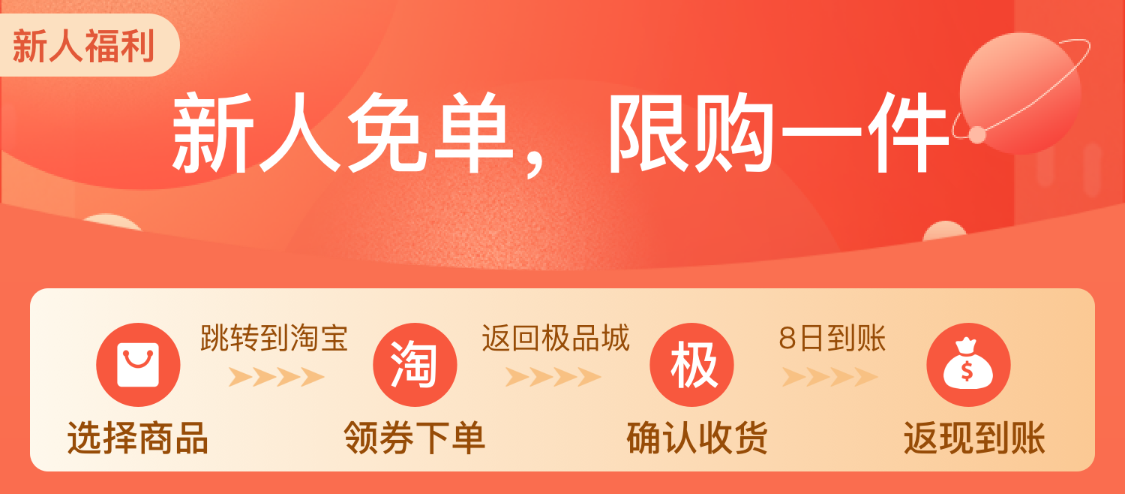 新人福利
新人免单，限购一件
跳转到淘宝
返回极品城
8日到账
淘
极
选择商品
领券下单
确认收货
返现到账